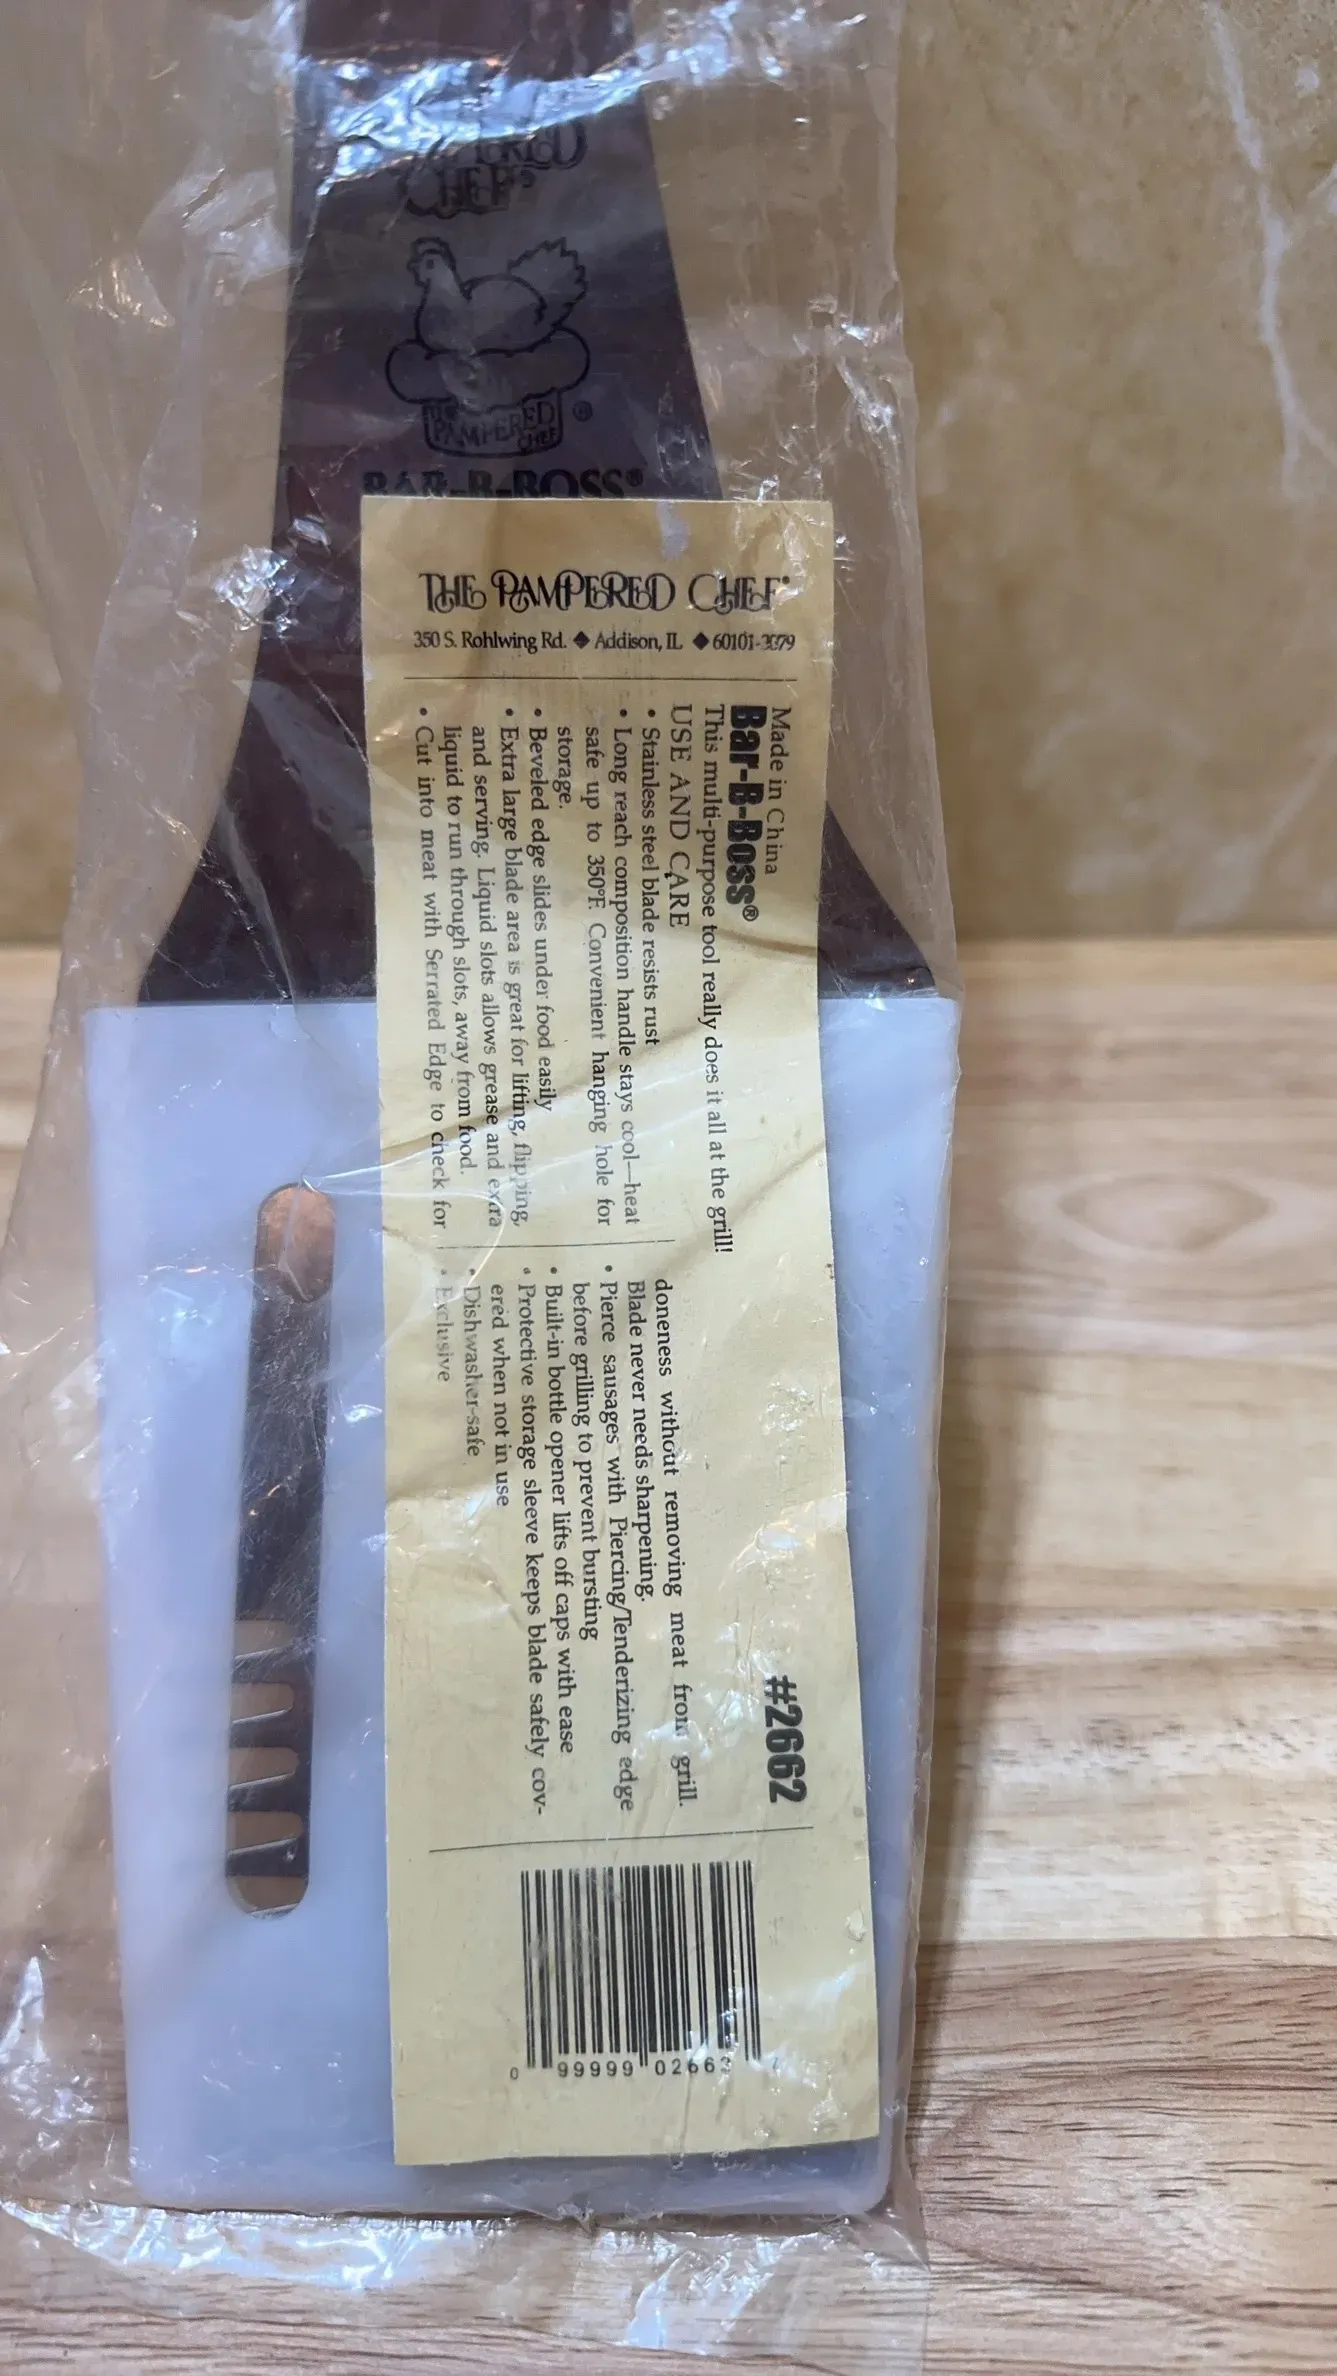 CHEF®
PAMPERED
CHEF
®
BAR-B-BOSS®
THE PAMPERED CHEF®
350 S. Rohlwing Rd. ◆ Addison, IL ◆ 60101-3079
Made in China
Bar-B-Boss®
#2662
This multi-purpose tool really does it all at the grill!
USE AND CARE
• Stainless steel blade resists rust
• Long reach composition handle stays cool—heat
safe up to 350°F. Convenient hanging hole for
storage.
• Beveled edge slides under food easily
• Extra large blade area is great for lifting, flipping,
and serving. Liquid slots allows grease and extra
liquid to run through slots, away from food.
• Cut into meat with Serrated Edge to check for
doneness without removing meat from grill.
Blade never needs sharpening.
• Pierce sausages with Piercing/Tenderizing edge
before grilling to prevent bursting
• Built-in bottle opener lifts off caps with ease
• Protective storage sleeve keeps blade safely cov-
ered when not in use
• Dishwasher-safe
• Exclusive
0 99999 02662 7